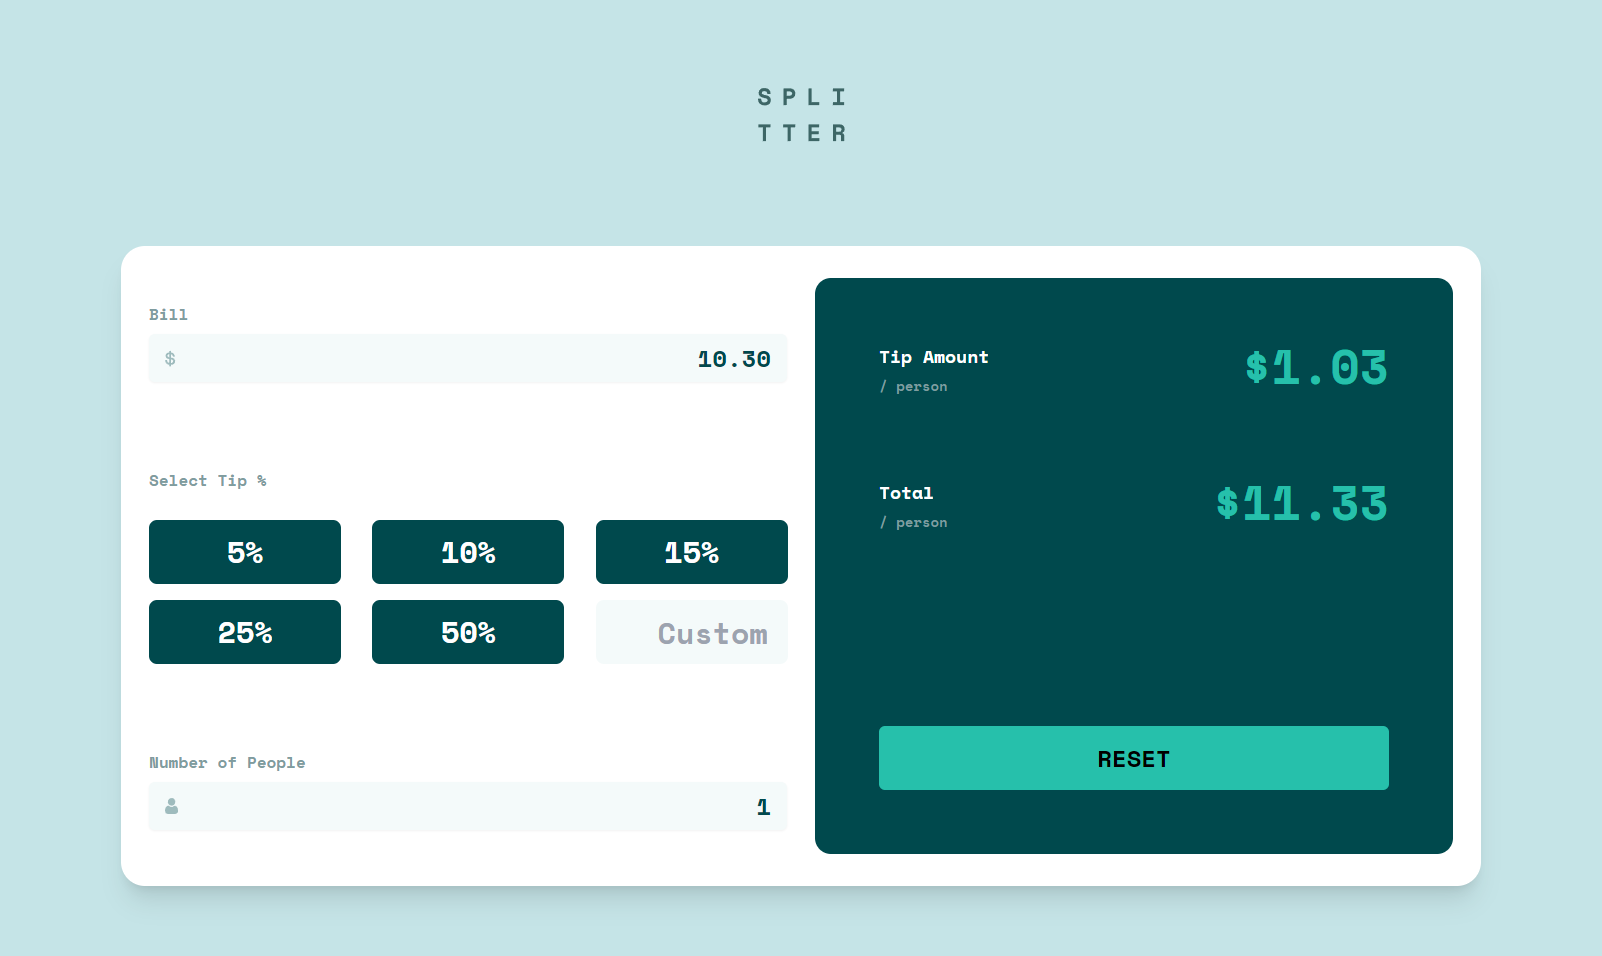 SPLI
TTER
Bill
$ 10.30
Select Tip %
5% 10% 15%
25% 50% Custom
Number of People
1
Tip Amount
/ person
$1.03
Total
/ person
$11.33
RESET